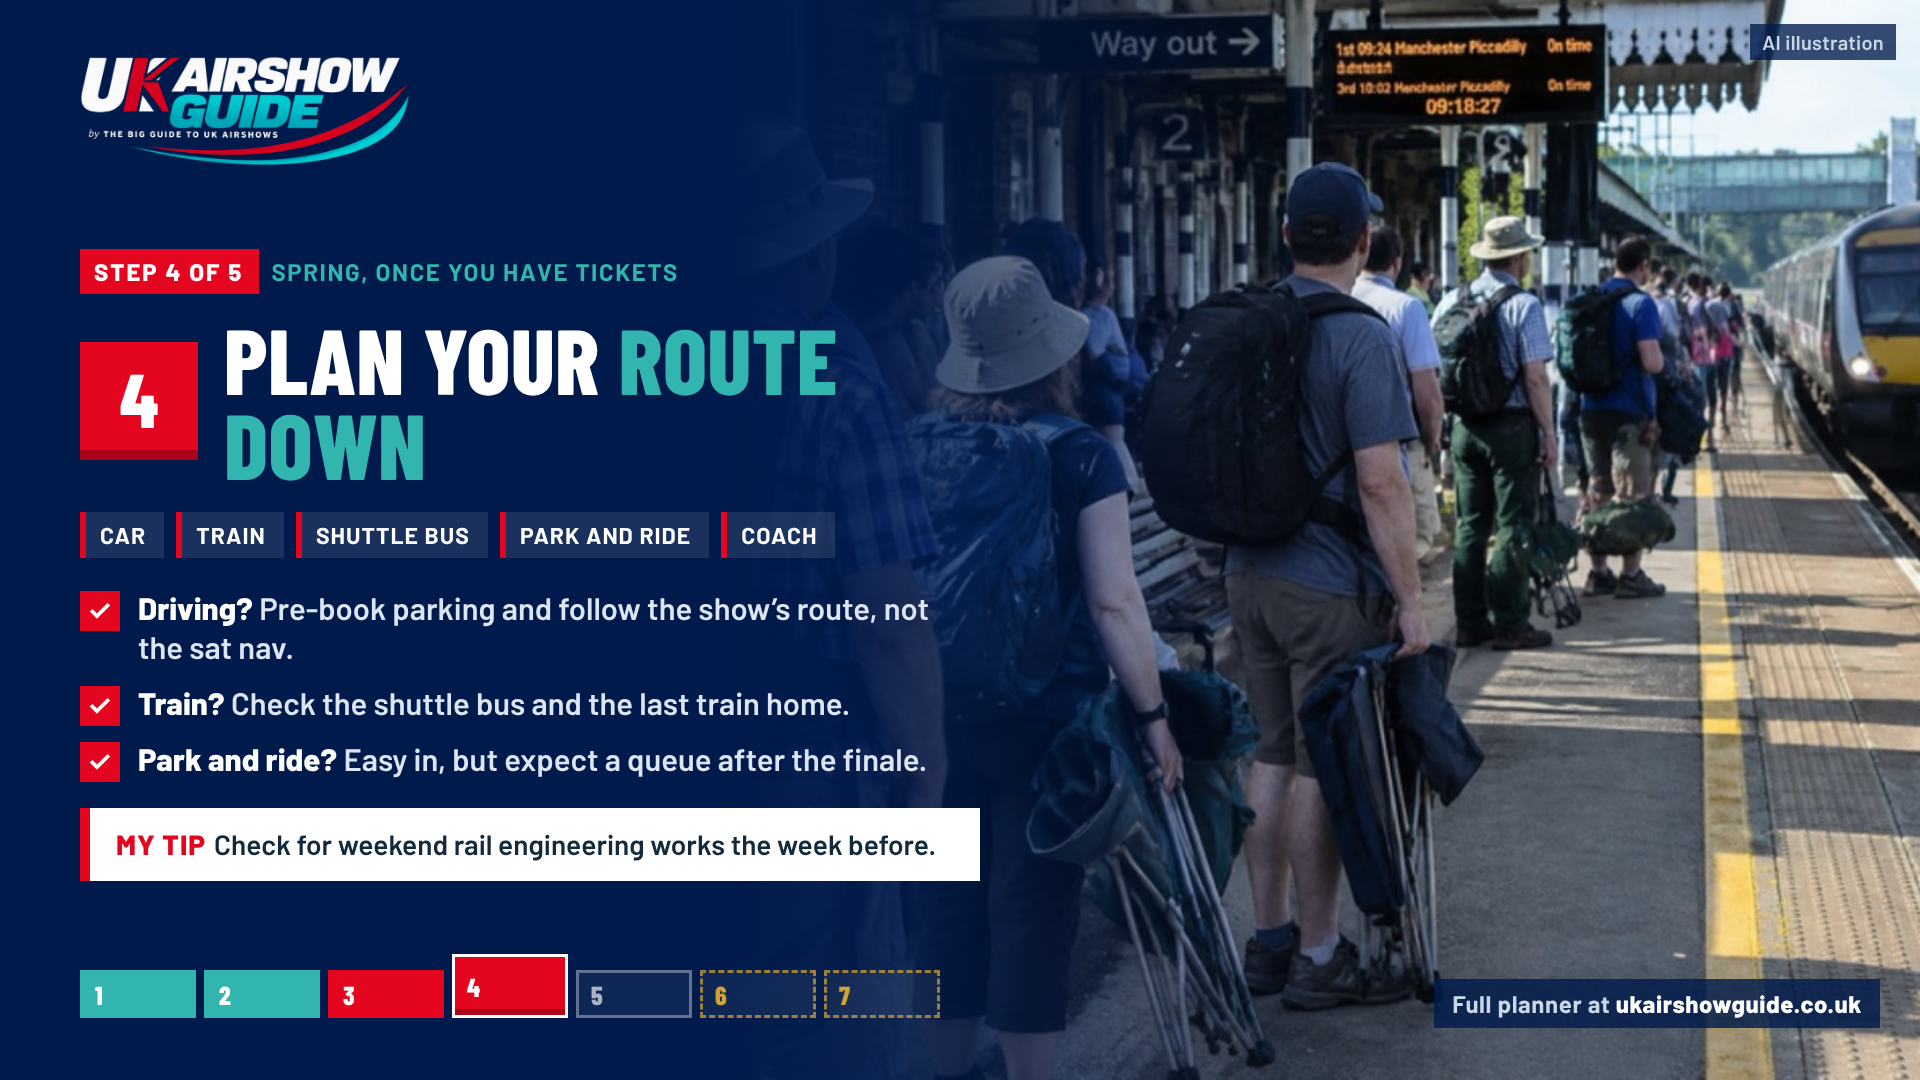 UK AIRSHOW
GUIDE
by THE BIG GUIDE TO UK AIRSHOWS
Way out →
1st 09:24 Manchester Piccadilly On time
3rd 10:02 Manchester Piccadilly On time
09:18:27
2
AI illustration
STEP 4 OF 5 SPRING, ONCE YOU HAVE TICKETS
4
PLAN YOUR ROUTE
DOWN
CAR TRAIN SHUTTLE BUS PARK AND RIDE COACH
Driving? Pre-book parking and follow the show’s route, not
the sat nav.
Train? Check the shuttle bus and the last train home.
Park and ride? Easy in, but expect a queue after the finale.
MY TIP Check for weekend rail engineering works the week before.
1 2 3 4 5 6 7
Full planner at ukairshowguide.co.uk